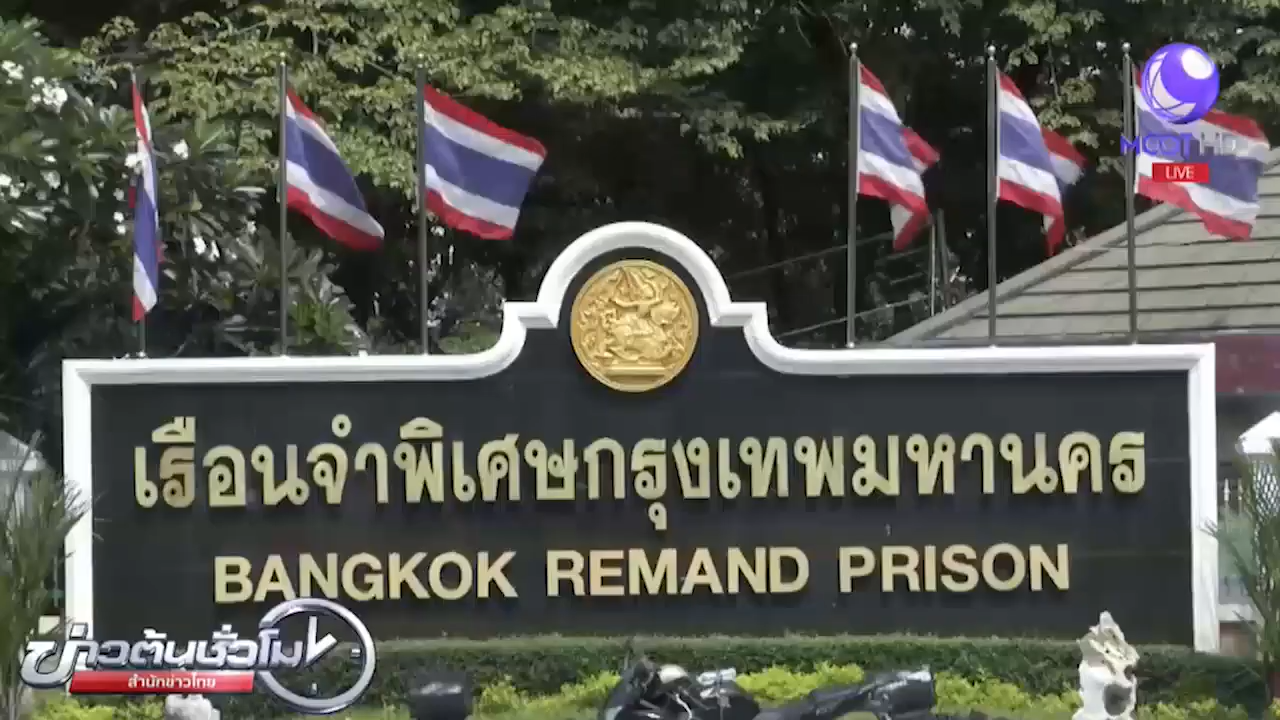 MCOT HD
LIVE
เรือนจำพิเศษกรุงเทพมหานคร
BANGKOK REMAND PRISON
ข่าวต้นชั่วโมง
สำนักข่าวไทย